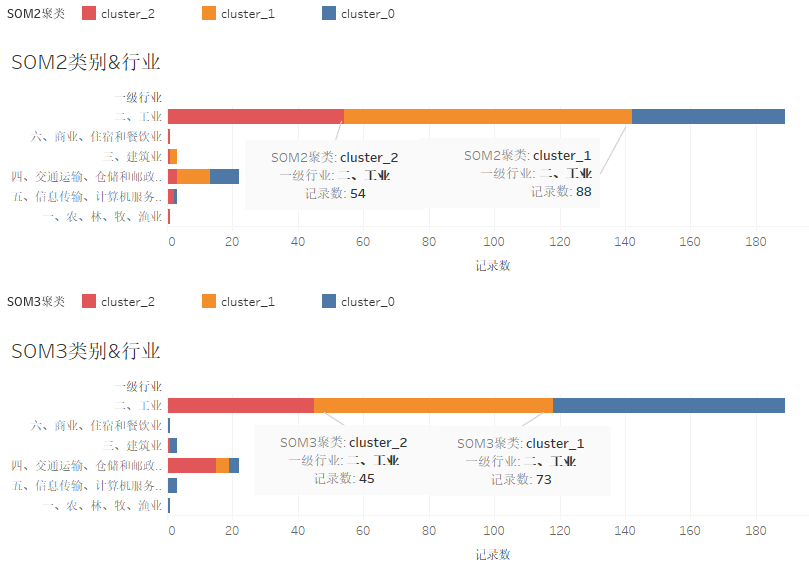 SOM2聚类 cluster_2 cluster_1 cluster_0
SOM2类别&行业
一级行业
二、工业
六、商业、住宿和餐饮业
三、建筑业
四、交通运输、仓储和邮政..
五、信息传输、计算机服务..
一、农、林、牧、渔业
SOM2聚类: cluster_2
一级行业: 二、工业
记录数: 54
SOM2聚类: cluster_1
一级行业: 二、工业
记录数: 88
0 20 40 60 80 100 120 140 160 180
记录数
SOM3聚类 cluster_2 cluster_1 cluster_0
SOM3类别&行业
一级行业
二、工业
六、商业、住宿和餐饮业
三、建筑业
四、交通运输、仓储和邮政..
五、信息传输、计算机服务..
一、农、林、牧、渔业
SOM3聚类: cluster_2
一级行业: 二、工业
记录数: 45
SOM3聚类: cluster_1
一级行业: 二、工业
记录数: 73
0 20 40 60 80 100 120 140 160 180
记录数